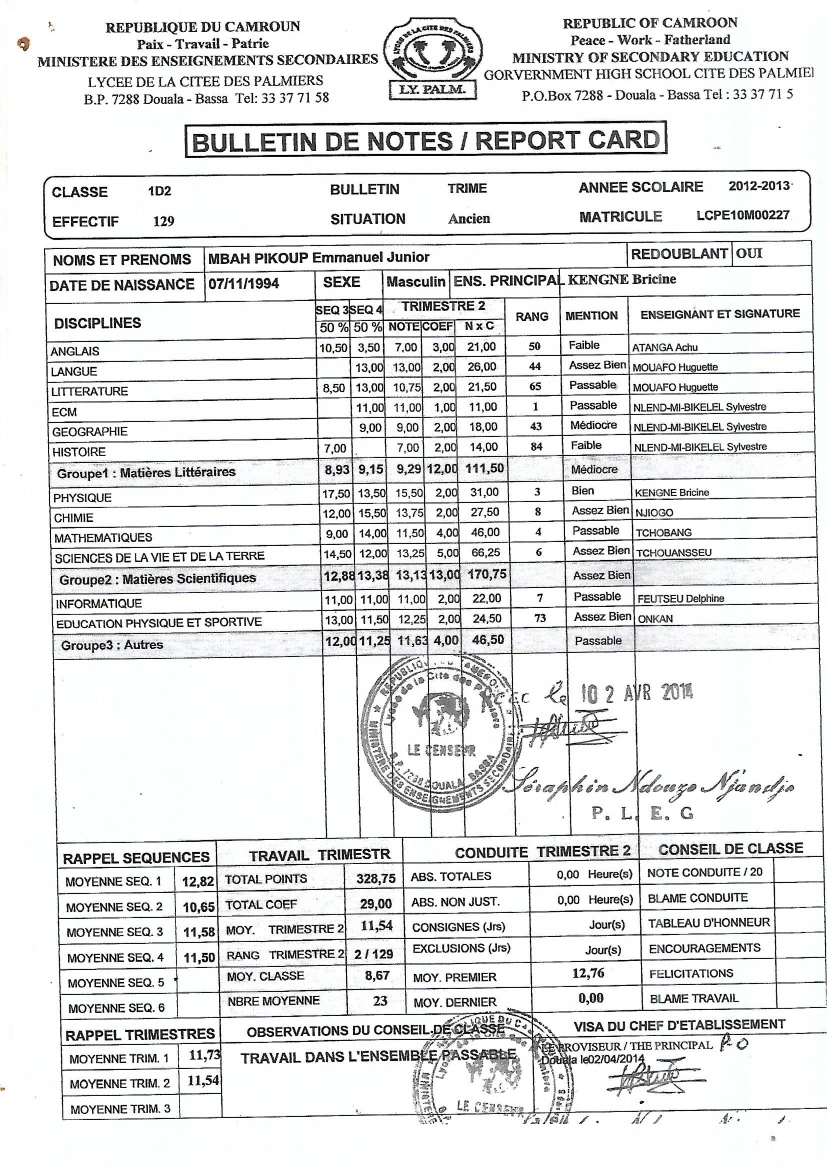 REPUBLIQUE DU CAMROUN
Paix - Travail - Patrie
MINISTERE DES ENSEIGNEMENTS SECONDAIRES
LYCEE DE LA CITEE DES PALMIERS
B.P. 7288 Douala - Bassa Tel: 33 37 71 58
LYCEE DE LA CITE DES PALMIERS
LY. PALM.
REPUBLIC OF CAMROON
Peace - Work - Fatherland
MINISTRY OF SECONDARY EDUCATION
GORVERNMENT HIGH SCHOOL CITE DES PALMIE
P.O.Box 7288 - Douala - Bassa Tel : 33 37 71 5
BULLETIN DE NOTES / REPORT CARD
CLASSE 1D2 BULLETIN TRIME ANNEE SCOLAIRE 2012-2013
EFFECTIF 129 SITUATION Ancien MATRICULE LCPE10M00227
NOMS ET PRENOMS MBAH PIKOUP Emmanuel Junior REDOUBLANT OUI
DATE DE NAISSANCE 07/11/1994 SEXE Masculin ENS. PRINCIPAL KENGNE Bricine
DISCIPLINES SEQ 3 SEQ 4 TRIMESTRE 2 RANG MENTION ENSEIGNANT ET SIGNATURE
50 % 50 % NOTE COEF N x C
ANGLAIS 10,50 3,50 7,00 3,00 21,00 50 Faible ATANGA Achu
LANGUE 13,00 13,00 2,00 26,00 44 Assez Bien MOUAFO Huguette
LITTERATURE 8,50 13,00 10,75 2,00 21,50 65 Passable MOUAFO Huguette
ECM 11,00 11,00 1,00 11,00 1 Passable NLEND-MI-BIKELEL Sylvestre
GEOGRAPHIE 9,00 9,00 2,00 18,00 43 Médiocre NLEND-MI-BIKELEL Sylvestre
HISTOIRE 7,00 7,00 2,00 14,00 84 Faible NLEND-MI-BIKELEL Sylvestre
Groupe1 : Matières Littéraires 8,93 9,15 9,29 12,00 111,50 Médiocre
PHYSIQUE 17,50 13,50 15,50 2,00 31,00 3 Bien KENGNE Bricine
CHIMIE 12,00 15,50 13,75 2,00 27,50 8 Assez Bien NJIOGO
MATHEMATIQUES 9,00 14,00 11,50 4,00 46,00 4 Passable TCHOBANG
SCIENCES DE LA VIE ET DE LA TERRE 14,50 12,00 13,25 5,00 66,25 6 Assez Bien TCHOUANSSEU
Groupe2 : Matières Scientifiques 12,88 13,38 13,13 13,00 170,75 Assez Bien
INFORMATIQUE 11,00 11,00 11,00 2,00 22,00 7 Passable FEUTSEU Delphine
EDUCATION PHYSIQUE ET SPORTIVE 13,00 11,50 12,25 2,00 24,50 73 Assez Bien ONKAN
Groupe3 : Autres 12,00 11,25 11,63 4,00 46,50 Passable
Lycée de la Cité des Palmiers
LE CENSEUR
B.P. 7288 DOUALA BASSA
MINISTERE DES ENSEIGNEMENTS SECONDAIRES
le 02 AVR 2014
Séraphin Ndouzo Njandjo
P. L. E. G
RAPPEL SEQUENCES TRAVAIL TRIMESTR CONDUITE TRIMESTRE 2 CONSEIL DE CLASSE
MOYENNE SEQ. 1 12,82 TOTAL POINTS 328,75 ABS. TOTALES 0,00 Heure(s) NOTE CONDUITE / 20
MOYENNE SEQ. 2 10,65 TOTAL COEF 29,00 ABS. NON JUST. 0,00 Heure(s) BLAME CONDUITE
MOYENNE SEQ. 3 11,58 MOY. TRIMESTRE 2 11,54 CONSIGNES (Jrs) Jour(s) TABLEAU D'HONNEUR
MOYENNE SEQ. 4 11,50 RANG TRIMESTRE 2 2 / 129 EXCLUSIONS (Jrs) Jour(s) ENCOURAGEMENTS
MOYENNE SEQ. 5 MOY. CLASSE 8,67 MOY. PREMIER 12,76 FELICITATIONS
MOYENNE SEQ. 6 NBRE MOYENNE 23 MOY. DERNIER 0,00 BLAME TRAVAIL
RAPPEL TRIMESTRES OBSERVATIONS DU CONSEIL DE CLASSE VISA DU CHEF D'ETABLISSEMENT
MOYENNE TRIM. 1 11,73 TRAVAIL DANS L'ENSEMBLE PASSABLE LE PROVISEUR / THE PRINCIPAL P-O
Douala le02/04/2014
MOYENNE TRIM. 2 11,54
LE CENSEUR
MOYENNE TRIM. 3